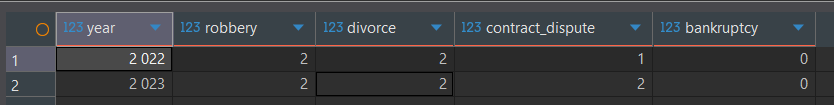 123 year 123 robbery 123 divorce 123 contract_dispute 123 bankruptcy
1 2 022 2 2 1 0
2 2 023 2 2 2 0